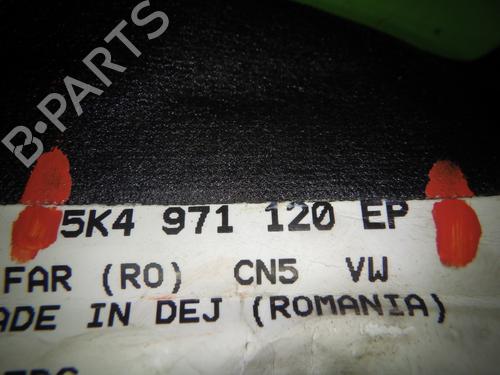 B-PARTS
5K4 971 120 EP
FAR (RO) CN5 VW
ADE IN DEJ (ROMANIA)